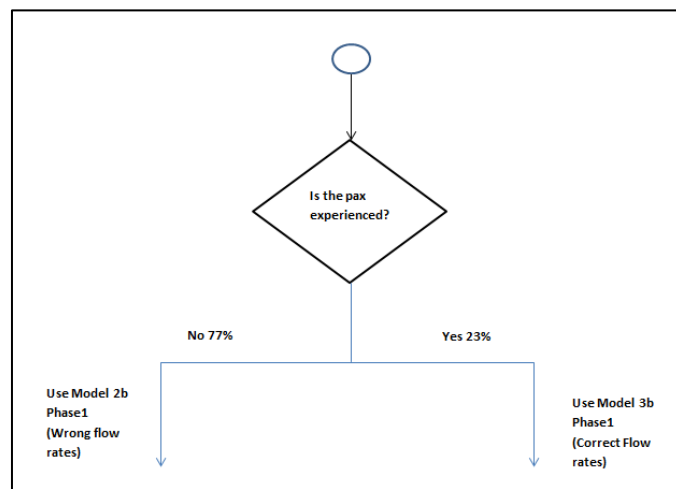 Is the pax
experienced?
No 77%
Yes 23%
Use Model 2b
Phase1
(Wrong flow
rates)
Use Model 3b
Phase1
(Correct Flow
rates)